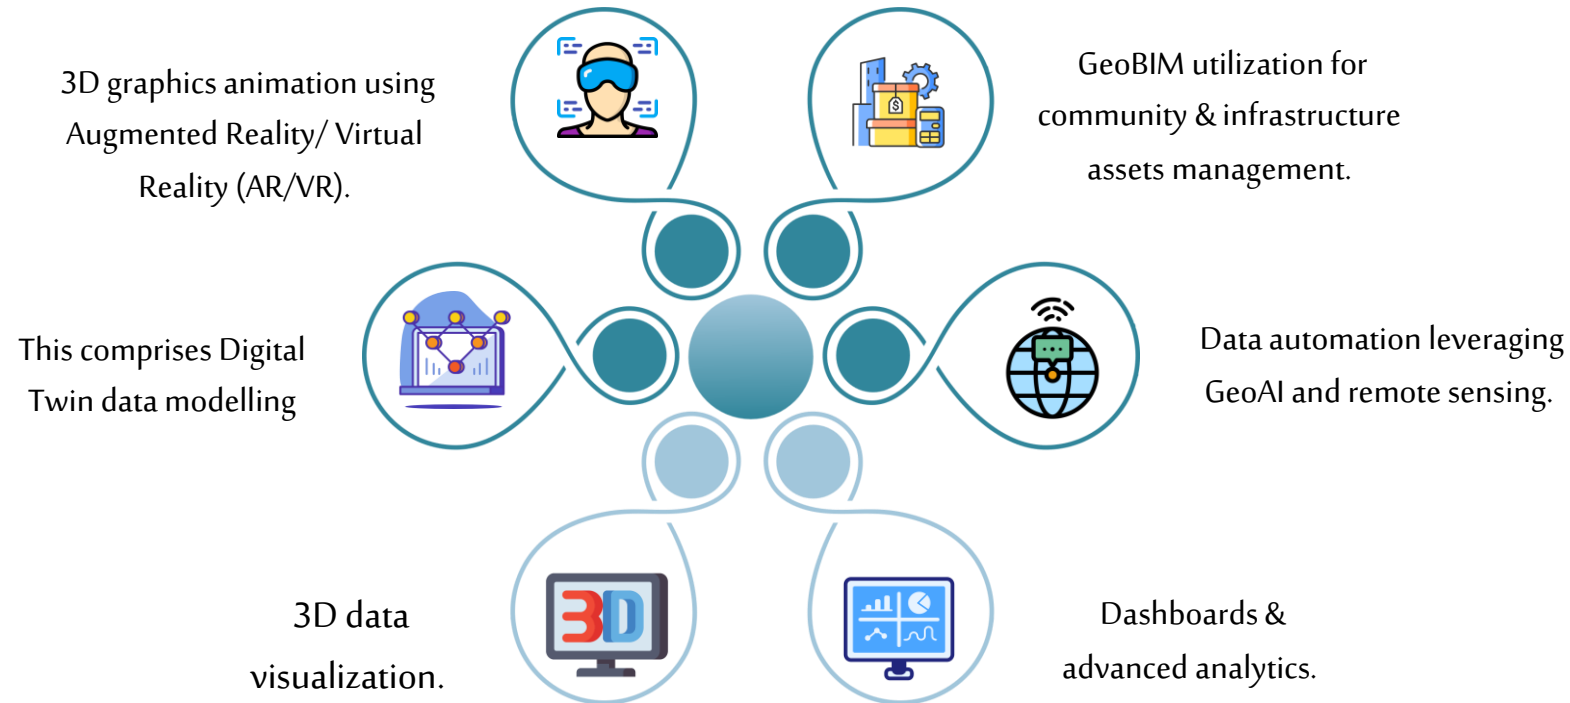 3D graphics animation using
Augmented Reality/ Virtual
Reality (AR/VR).
GeoBIM utilization for
community & infrastructure
assets management.
This comprises Digital
Twin data modelling
Data automation leveraging
GeoAI and remote sensing.
3D data
visualization.
3D
Dashboards &
advanced analytics.